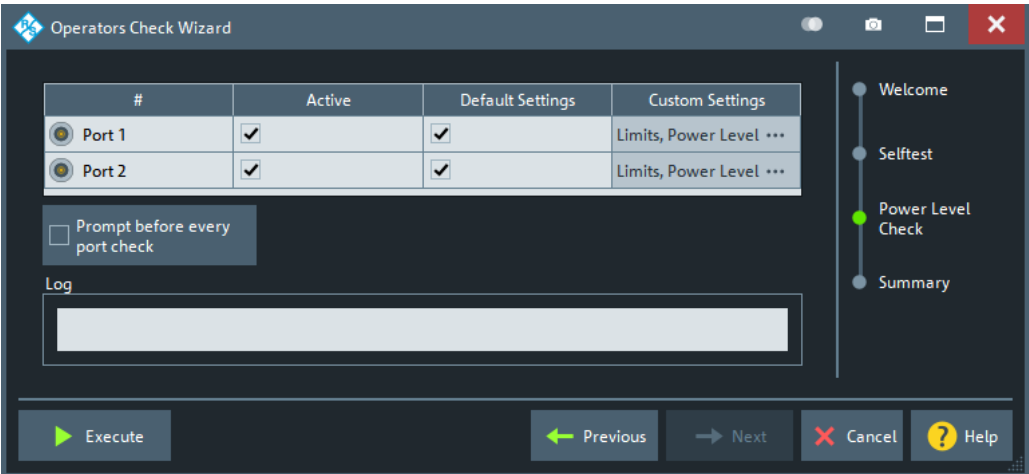 R&S Operators Check Wizard
# Active Default Settings Custom Settings
Port 1 Limits, Power Level •••
Port 2 Limits, Power Level •••
Prompt before every
port check
Log
Welcome
Selftest
Power Level
Check
Summary
Execute
Previous
Next
Cancel
? Help